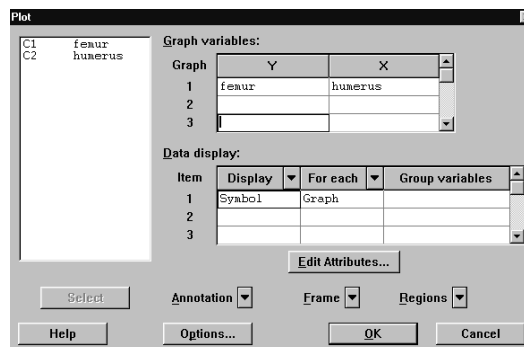 Plot
C1 femur
C2 humerus
Graph variables:
Graph Y X
1 femur humerus
2
3
Data display:
Item Display For each Group variables
1 Symbol Graph
2
3
Edit Attributes...
Select Annotation Frame Regions
Help Options... OK Cancel